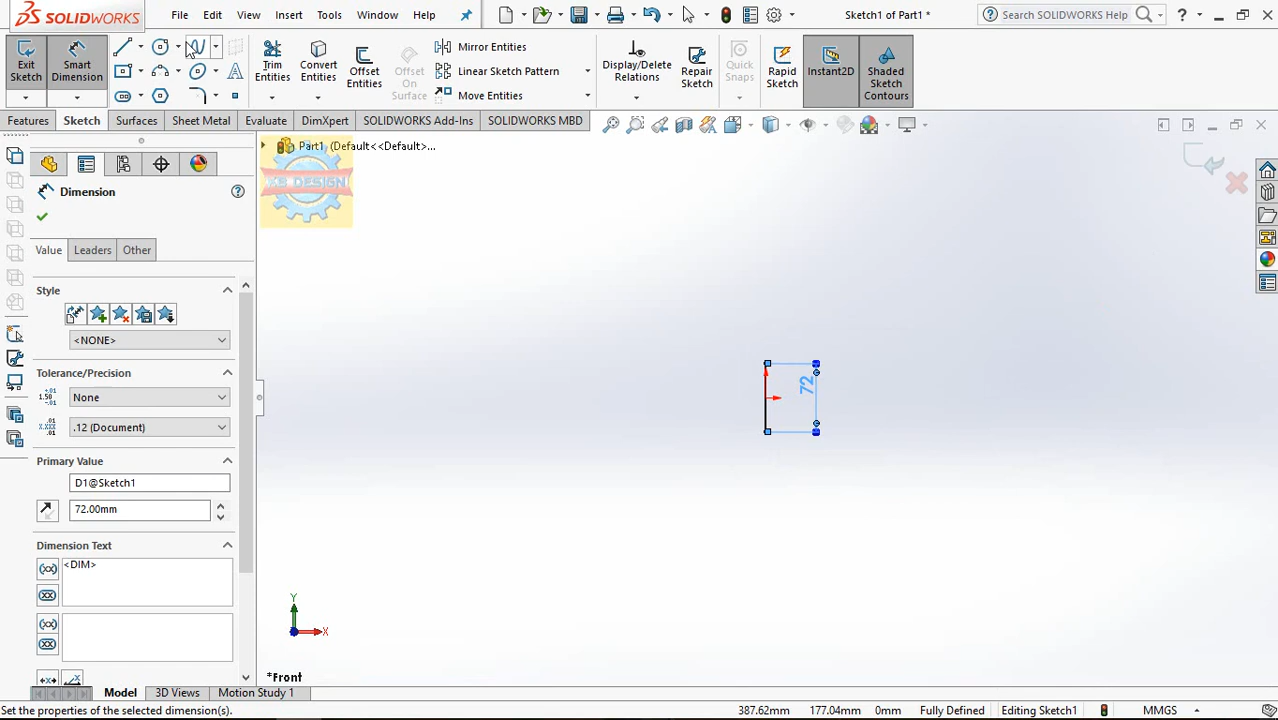 SOLIDWORKS File Edit View Insert Tools Window Help Sketch1 of Part1 * Search SOLIDWORKS Help
Exit Sketch Smart Dimension Trim Entities Convert Entities Offset Entities Offset On Surface Mirror Entities Linear Sketch Pattern Move Entities Display/Delete Relations Repair Sketch Quick Snaps Rapid Sketch Instant2D Shaded Sketch Contours
Features Sketch Surfaces Sheet Metal Evaluate DimXpert SOLIDWORKS Add-Ins SOLIDWORKS MBD
Part1 (Default<<Default>...
Dimension
Value Leaders Other
Style
<NONE>
Tolerance/Precision
None
.12 (Document)
Primary Value
D1@Sketch1
72.00mm
Dimension Text
<DIM>
72
Y
X
*Front
Model 3D Views Motion Study 1
Set the properties of the selected dimension(s). 387.62mm 177.04mm 0mm Fully Defined Editing Sketch1 MMGS